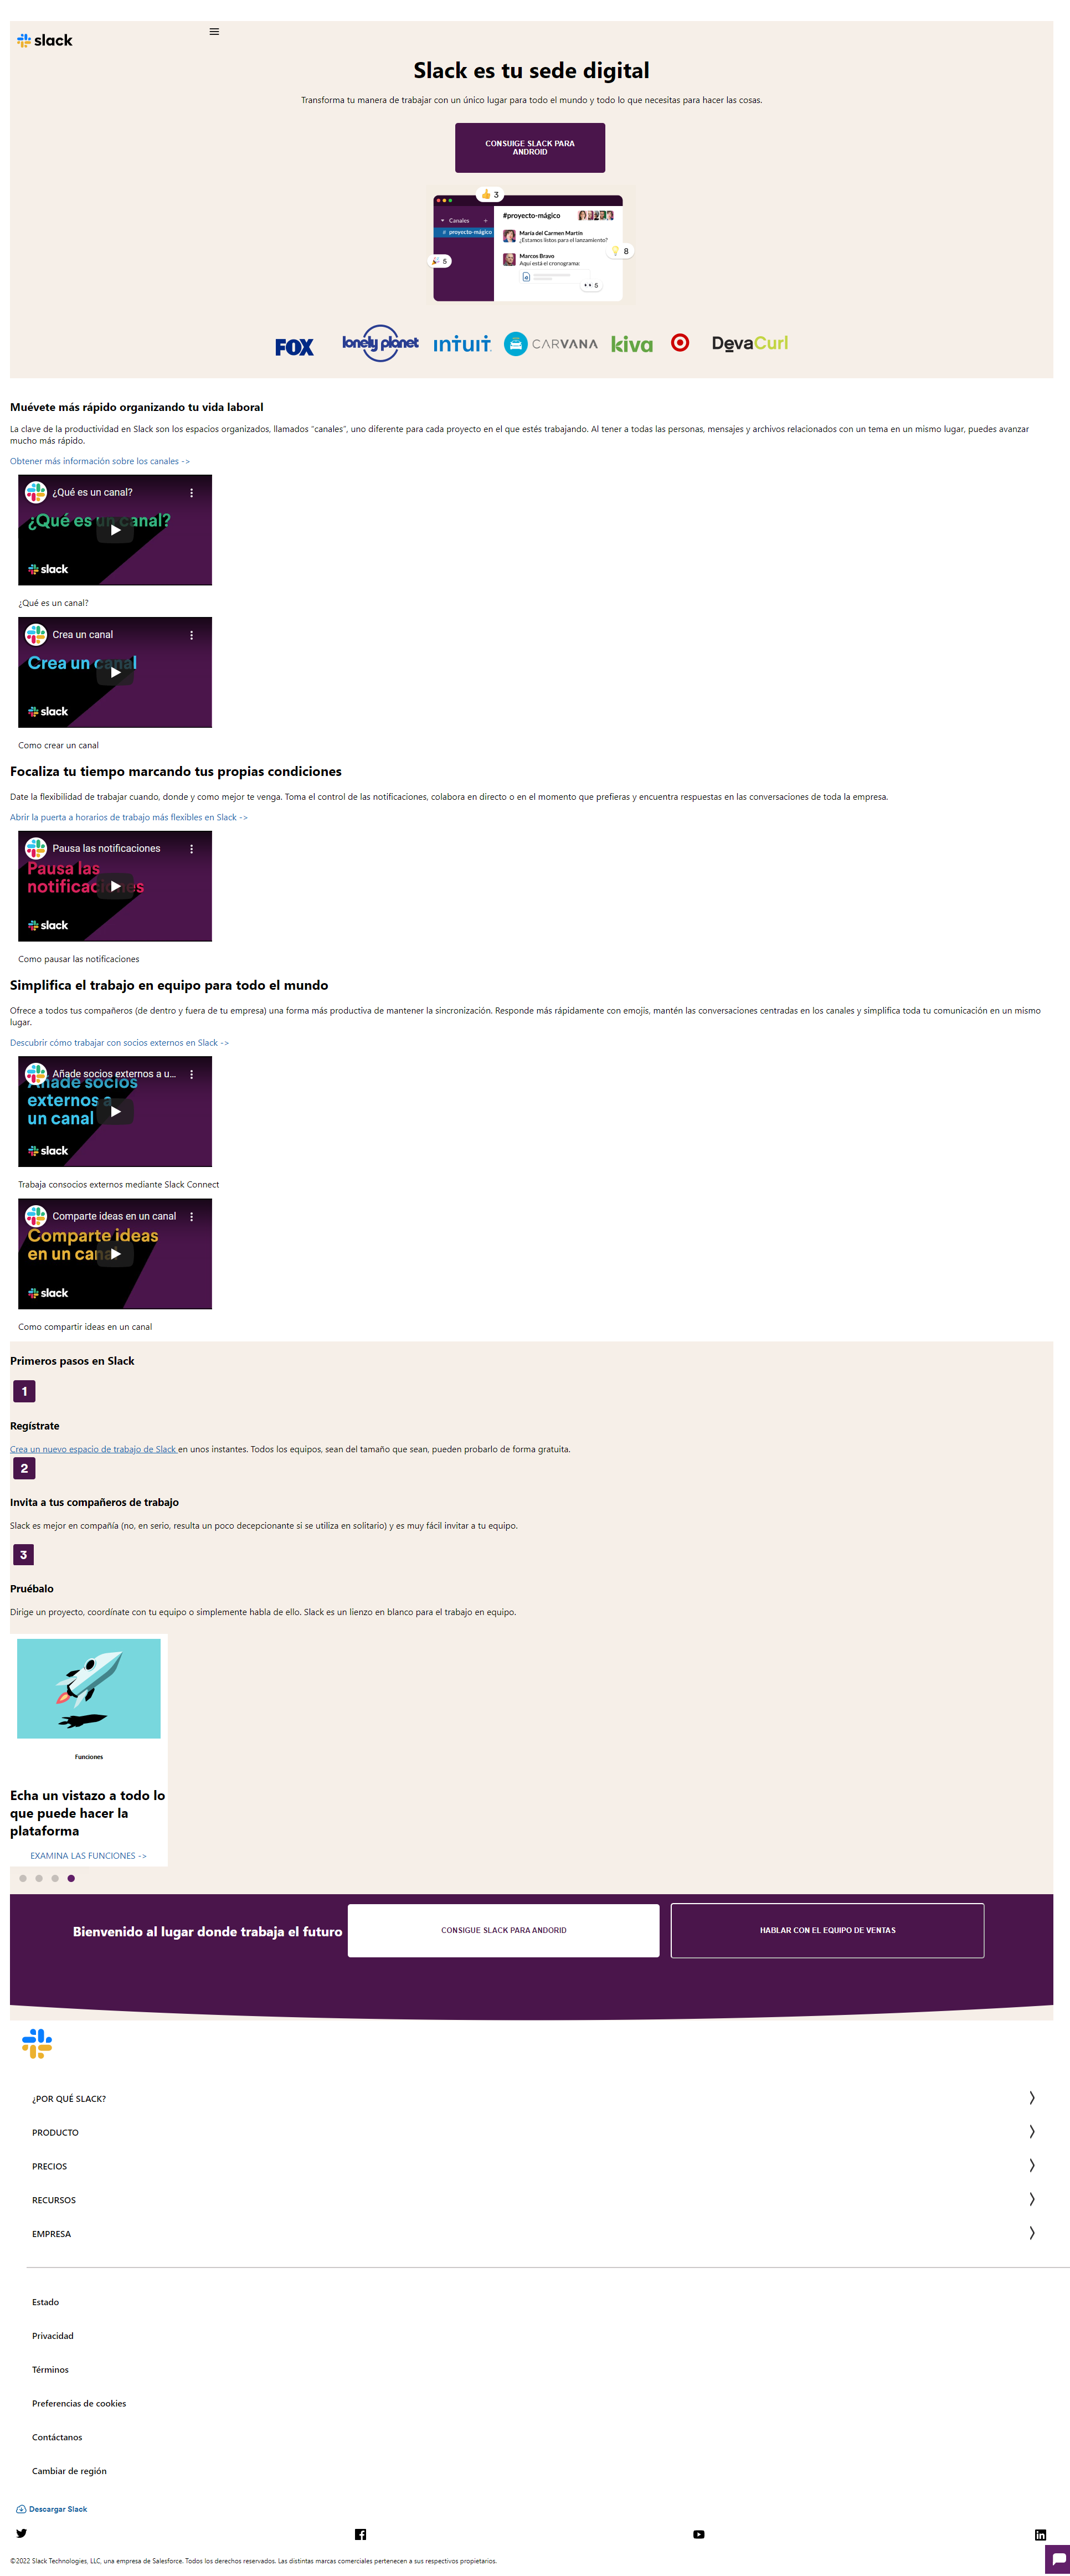 slack
Slack es tu sede digital
Transforma tu manera de trabajar con un único lugar para todo el mundo y todo lo que necesitas para hacer las cosas.
CONSUIGE SLACK PARA
ANDROID
👍 3
Canales +
#proyecto-mágico
# proyecto-mágico
María del Carmen Martín
¿Estamos listos para el lanzamiento?
💡 8
🎉 5
Marcos Bravo
Aquí está el cronograma:
👀 5
FOX
lonely planet
INTUIT
CARVANA
kiva
DevaCurl
Muévete más rápido organizando tu vida laboral
La clave de la productividad en Slack son los espacios organizados, llamados “canales”, uno diferente para cada proyecto en el que estés trabajando. Al tener a todas las personas, mensajes y archivos relacionados con un tema en un mismo lugar, puedes avanzar
mucho más rápido.
Obtener más información sobre los canales ->
¿Qué es un canal?
¿Qué es un canal?
slack
¿Qué es un canal?
Crea un canal
Crea un canal
slack
Como crear un canal
Focaliza tu tiempo marcando tus propias condiciones
Date la flexibilidad de trabajar cuando, donde y como mejor te venga. Toma el control de las notificaciones, colabora en directo o en el momento que prefieras y encuentra respuestas en las conversaciones de toda la empresa.
Abrir la puerta a horarios de trabajo más flexibles en Slack ->
Pausa las notificaciones
Pausa las
notificaciones
slack
Como pausar las notificaciones
Simplifica el trabajo en equipo para todo el mundo
Ofrece a todos tus compañeros (de dentro y fuera de tu empresa) una forma más productiva de mantener la sincronización. Responde más rápidamente con emojis, mantén las conversaciones centradas en los canales y simplifica toda tu comunicación en un mismo
lugar.
Descubrir cómo trabajar con socios externos en Slack ->
Añade socios externos a u...
Añade socios
externos a
un canal
slack
Trabaja consocios externos mediante Slack Connect
Comparte ideas en un canal
Comparte ideas
en un canal
slack
Como compartir ideas en un canal
Primeros pasos en Slack
1
Regístrate
Crea un nuevo espacio de trabajo de Slack en unos instantes. Todos los equipos, sean del tamaño que sean, pueden probarlo de forma gratuita.
2
Invita a tus compañeros de trabajo
Slack es mejor en compañía (no, en serio, resulta un poco decepcionante si se utiliza en solitario) y es muy fácil invitar a tu equipo.
3
Pruébalo
Dirige un proyecto, coordínate con tu equipo o simplemente habla de ello. Slack es un lienzo en blanco para el trabajo en equipo.
Funciones
Echa un vistazo a todo lo
que puede hacer la
plataforma
EXAMINA LAS FUNCIONES ->
Bienvenido al lugar donde trabaja el futuro
CONSIGUE SLACK PARA ANDORID
HABLAR CON EL EQUIPO DE VENTAS
¿POR QUÉ SLACK?
PRODUCTO
PRECIOS
RECURSOS
EMPRESA
Estado
Privacidad
Términos
Preferencias de cookies
Contáctanos
Cambiar de región
Descargar Slack
©2022 Slack Technologies, LLC, una empresa de Salesforce. Todos los derechos reservados. Las distintas marcas comerciales pertenecen a sus respectivos propietarios.